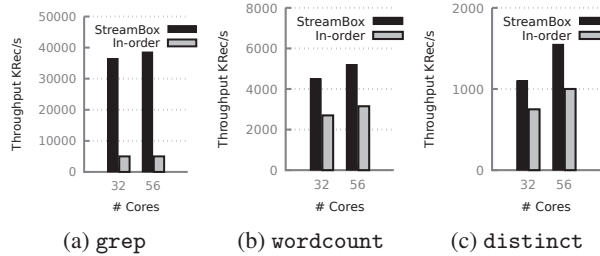 50000
40000
30000
20000
10000
0
Throughput KRec/s
StreamBox
In-order
32 56
# Cores
(a) grep
8000
6000
4000
2000
0
Throughput KRec/s
StreamBox
In-order
32 56
# Cores
(b) wordcount
2000
1000
0
Throughput KRec/s
StreamBox
In-order
32 56
# Cores
(c) distinct